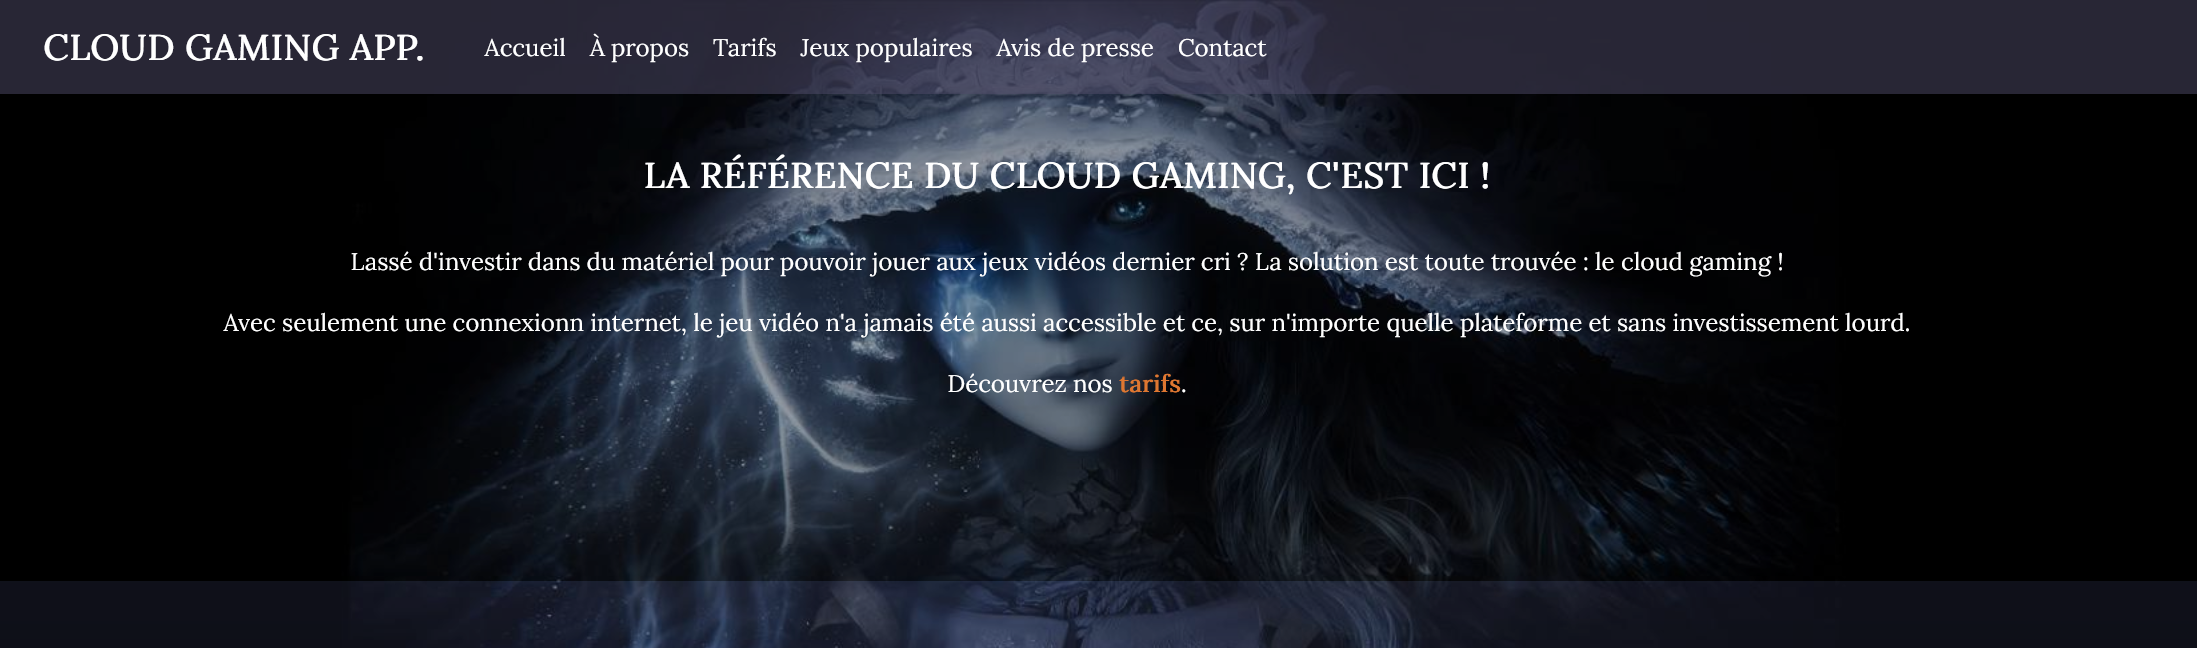 CLOUD GAMING APP. Accueil À propos Tarifs Jeux populaires Avis de presse Contact
LA RÉFÉRENCE DU CLOUD GAMING, C'EST ICI !
Lassé d'investir dans du matériel pour pouvoir jouer aux jeux vidéos dernier cri ? La solution est toute trouvée : le cloud gaming !
Avec seulement une connexionn internet, le jeu vidéo n'a jamais été aussi accessible et ce, sur n'importe quelle plateforme et sans investissement lourd.
Découvrez nos tarifs.